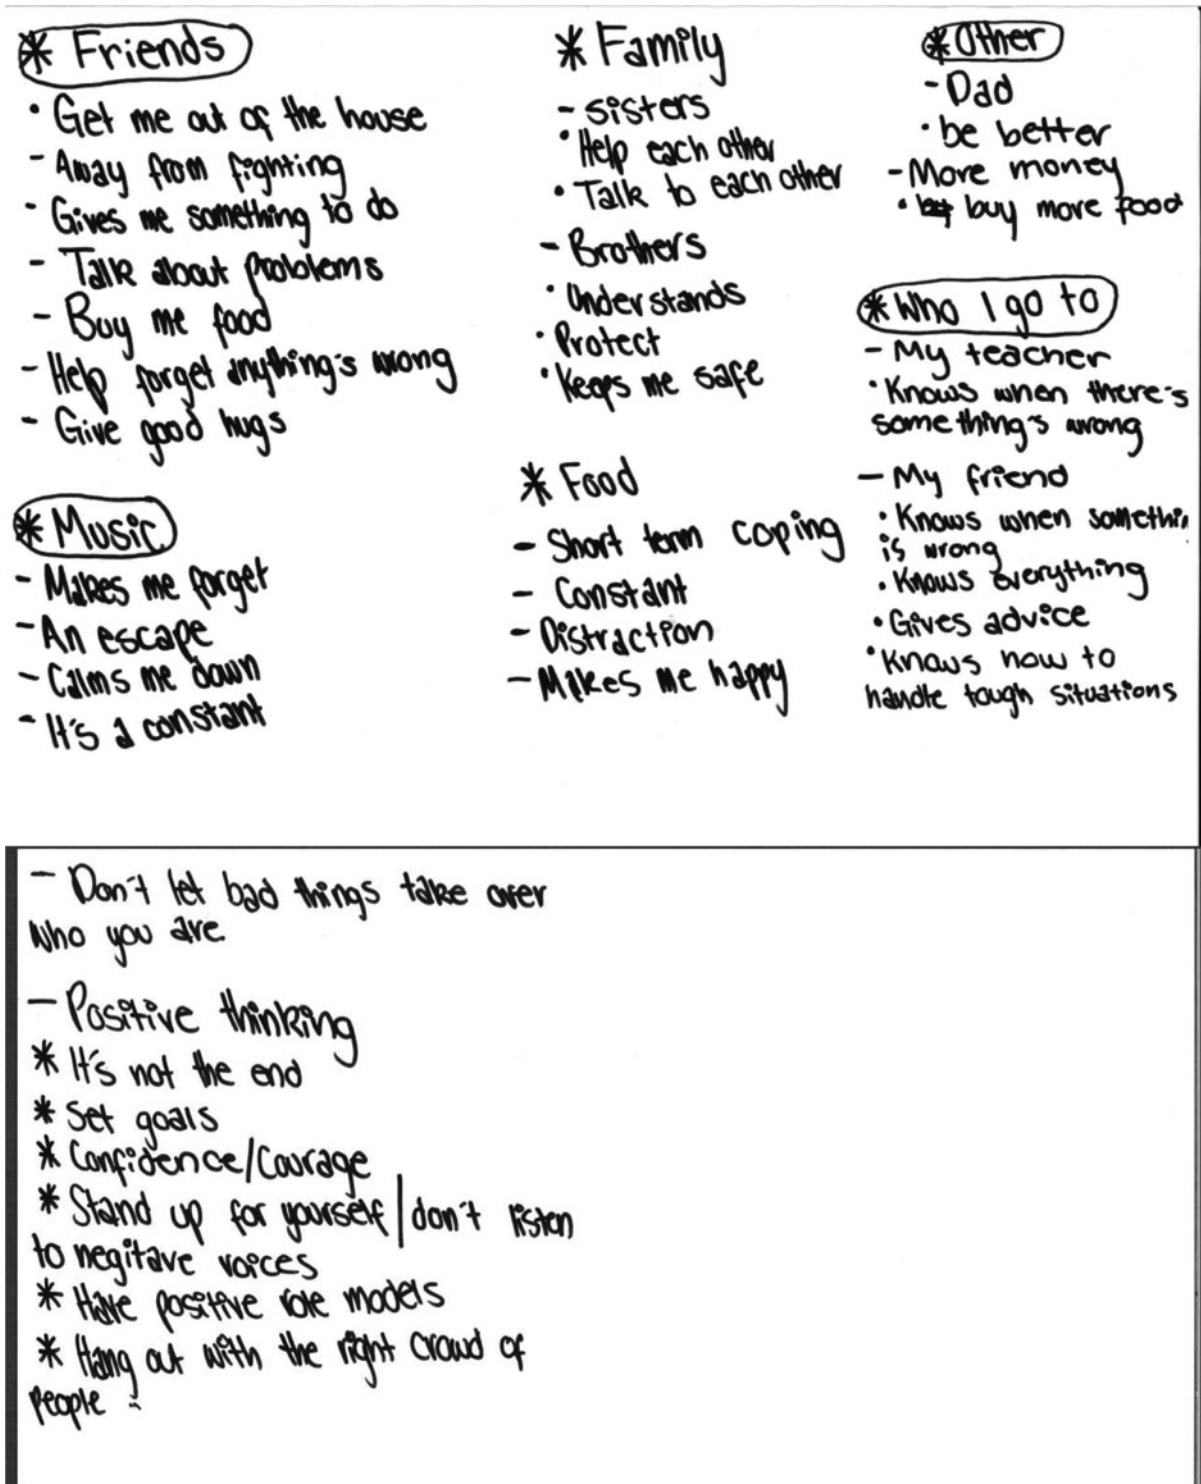 * Friends
• Get me out of the house
- Away from fighting
- Gives me something to do
- Talk about problems
- Buy me food
- Help forget anything's wrong
- Give good hugs
* Music
- Makes me forget
- An escape
- Calms me down
- It's a constant
* Family
- Sisters
• Help each other
• Talk to each other
- Brothers
• Understands
• Protect
• Keeps me safe
* Food
- Short term coping
- Constant
- Distraction
- Makes me happy
* Other
- Dad
• be better
- More money
• buy more food
* Who I go to
- My teacher
• Knows when there's
something's wrong
- My friend
• Knows when somethin
is wrong
• Knows everything
• Gives advice
• Knows how to
handle tough situations
- Don't let bad things take over
who you are
- Positive thinking
* It's not the end
* Set goals
* Confidence/Courage
* Stand up for yourself/don't listen
to negitave voices
* Have positive role models
* Hang out with the right crowd of
people :